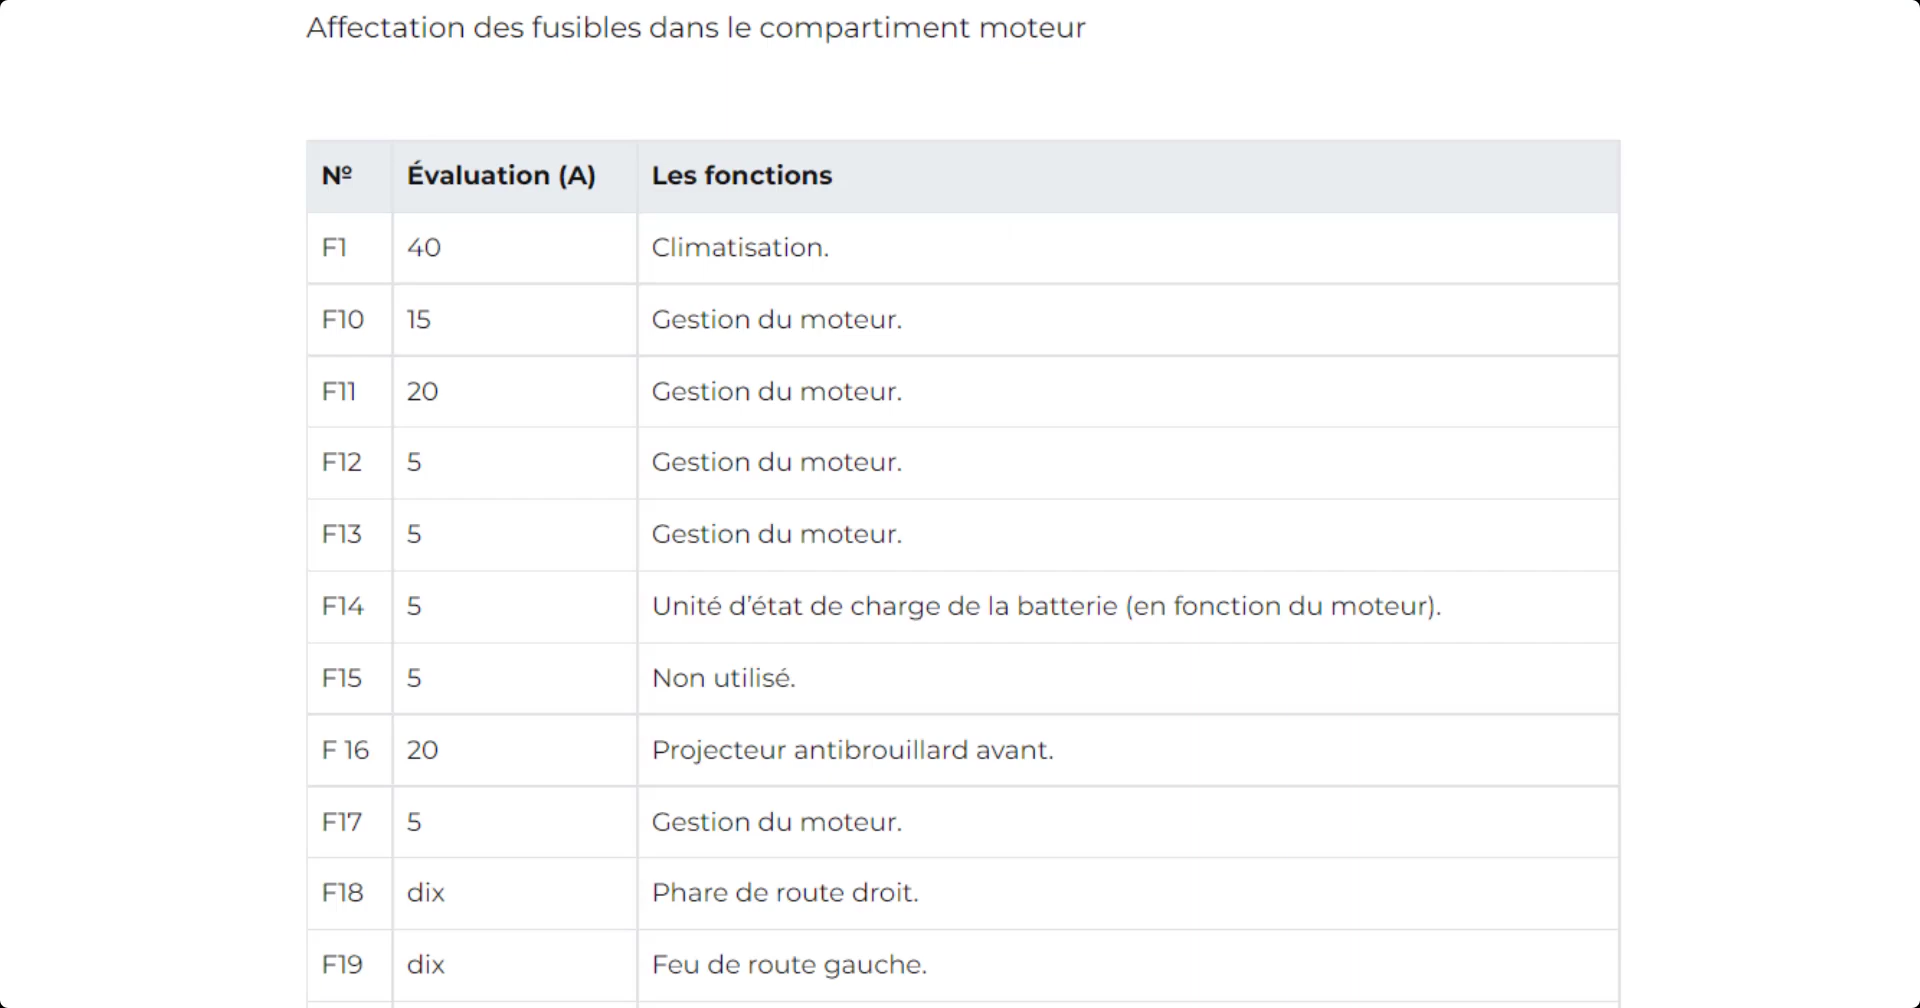 Affectation des fusibles dans le compartiment moteur
Nº Évaluation (A) Les fonctions
F1 40 Climatisation.
F10 15 Gestion du moteur.
F11 20 Gestion du moteur.
F12 5 Gestion du moteur.
F13 5 Gestion du moteur.
F14 5 Unité d’état de charge de la batterie (en fonction du moteur).
F15 5 Non utilisé.
F 16 20 Projecteur antibrouillard avant.
F17 5 Gestion du moteur.
F18 dix Phare de route droit.
F19 dix Feu de route gauche.